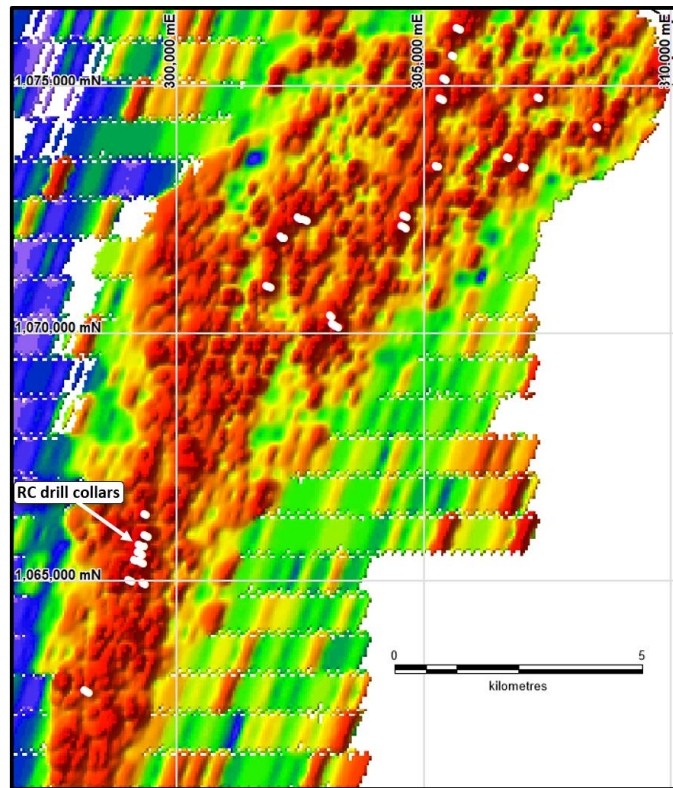 300,000 mE
305,000 mE
310,000 mE
1,075,000 mN
1,070,000 mN
RC drill collars
1,065,000 mN
0
5
kilometres